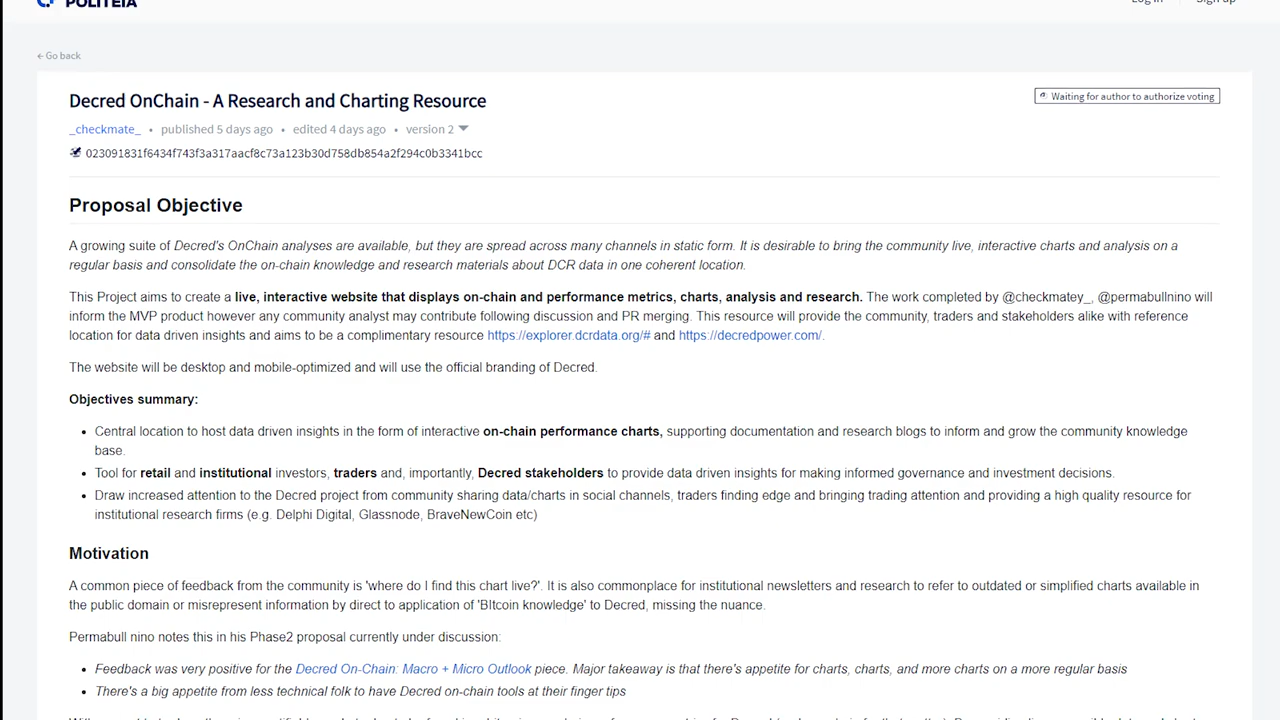 POLITEIA
Log in
Sign up
← Go back
Decred OnChain - A Research and Charting Resource
Waiting for author to authorize voting
_checkmate_ • published 5 days ago • edited 4 days ago • version 2
023091831f6434f743f3a317aacf8c73a123b30d758db854a2f294c0b3341bcc
Proposal Objective
A growing suite of Decred's OnChain analyses are available, but they are spread across many channels in static form. It is desirable to bring the community live, interactive charts and analysis on a
regular basis and consolidate the on-chain knowledge and research materials about DCR data in one coherent location.
This Project aims to create a live, interactive website that displays on-chain and performance metrics, charts, analysis and research. The work completed by @checkmatey_, @permabullnino will
inform the MVP product however any community analyst may contribute following discussion and PR merging. This resource will provide the community, traders and stakeholders alike with reference
location for data driven insights and aims to be a complimentary resource https://explorer.dcrdata.org/# and https://decredpower.com/.
The website will be desktop and mobile-optimized and will use the official branding of Decred.
Objectives summary:
• Central location to host data driven insights in the form of interactive on-chain performance charts, supporting documentation and research blogs to inform and grow the community knowledge
base.
• Tool for retail and institutional investors, traders and, importantly, Decred stakeholders to provide data driven insights for making informed governance and investment decisions.
• Draw increased attention to the Decred project from community sharing data/charts in social channels, traders finding edge and bringing trading attention and providing a high quality resource for
institutional research firms (e.g. Delphi Digital, Glassnode, BraveNewCoin etc)
Motivation
A common piece of feedback from the community is 'where do I find this chart live?'. It is also commonplace for institutional newsletters and research to refer to outdated or simplified charts available in
the public domain or misrepresent information by direct to application of 'BItcoin knowledge' to Decred, missing the nuance.
Permabull nino notes this in his Phase2 proposal currently under discussion:
• Feedback was very positive for the Decred On-Chain: Macro + Micro Outlook piece. Major takeaway is that there's appetite for charts, charts, and more charts on a more regular basis
• There's a big appetite from less technical folk to have Decred on-chain tools at their finger tips